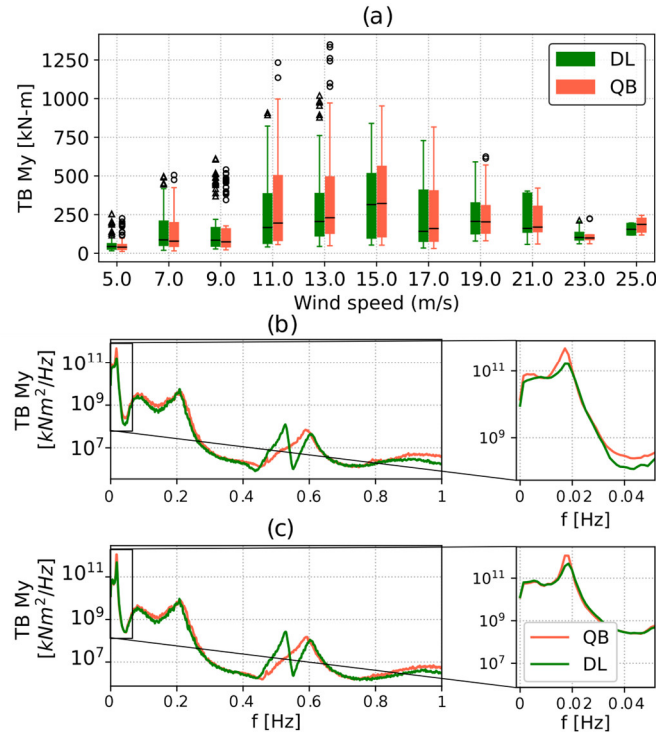 (a)
TB My [kN-m]
1250
1000
750
500
250
0
DL
QB
5.0 7.0 9.0 11.0 13.0 15.0 17.0 19.0 21.0 23.0 25.0
Wind speed (m/s)
(b)
TB My
[kNm²/Hz]
10¹¹
10⁹
10⁷
0 0.2 0.4 0.6 0.8 1
10¹¹
10⁹
0 0.02 0.04
f [Hz]
(c)
TB My
[kNm²/Hz]
10¹¹
10⁹
10⁷
0 0.2 0.4 0.6 0.8 1
f [Hz]
10¹¹
10⁹
10⁷
QB
DL
0 0.02 0.04
f [Hz]